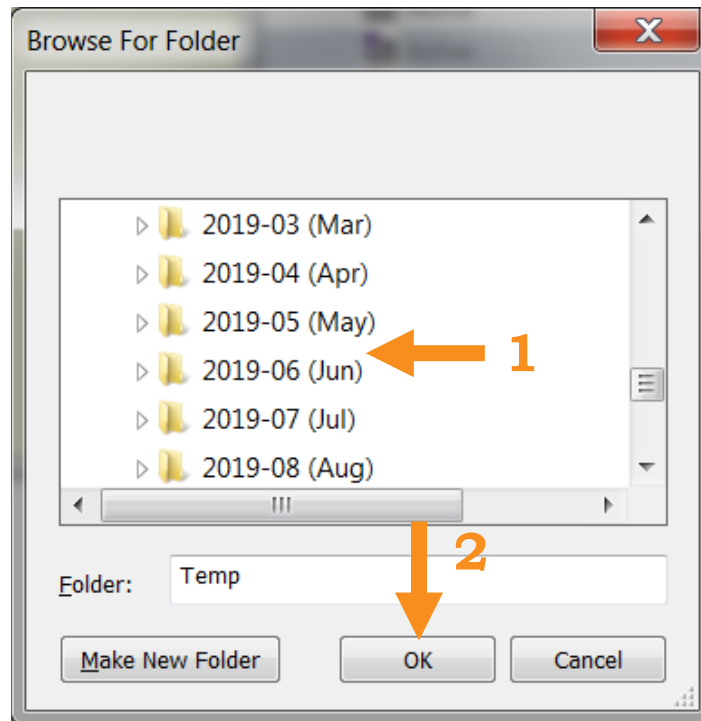 Browse For Folder
2019-03 (Mar)
2019-04 (Apr)
2019-05 (May)
1
2019-06 (Jun)
2019-07 (Jul)
2019-08 (Aug)
2
Folder: Temp
Make New Folder OK Cancel